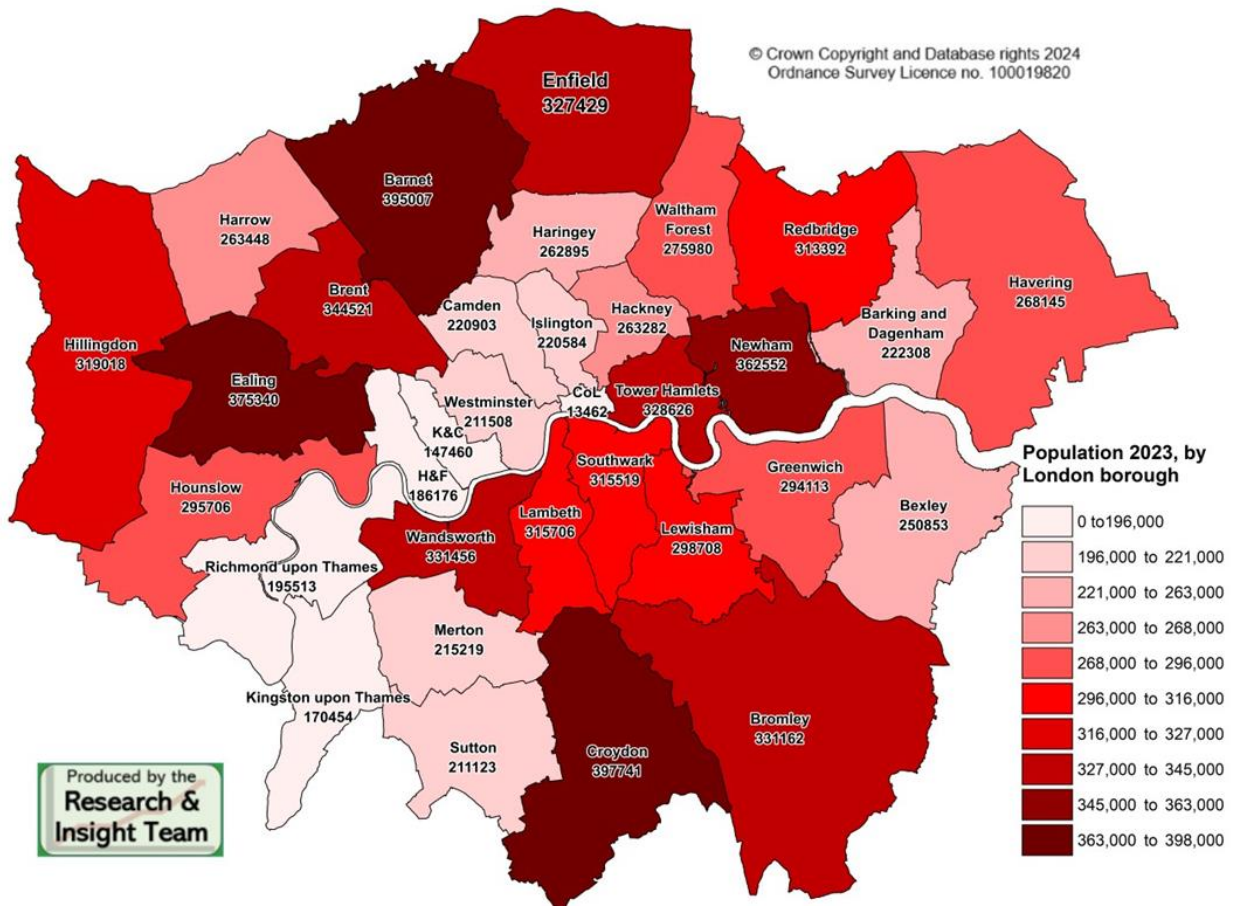 © Crown Copyright and Database rights 2024
Ordnance Survey Licence no. 100019820
Enfield
327429
Barnet
395007
Harrow
263448
Haringey
262895
Waltham
Forest
275980
Redbridge
313392
Havering
268145
Brent
344521
Camden
220903
Islington
220584
Hackney
263282
Barking and
Dagenham
222308
Hillingdon
319018
Ealing
375340
Newham
362552
Westminster
211508
CoL
13462
Tower Hamlets
328626
K&C
147460
H&F
186176
Hounslow
295706
Southwark
315519
Greenwich
294113
Bexley
250853
Lambeth
315706
Lewisham
298708
Wandsworth
331456
Richmond upon Thames
195513
Merton
215219
Kingston upon Thames
170454
Sutton
211123
Croydon
397741
Bromley
331162
Population 2023, by
London borough
0 to196,000
196,000 to 221,000
221,000 to 263,000
263,000 to 268,000
268,000 to 296,000
296,000 to 316,000
316,000 to 327,000
327,000 to 345,000
345,000 to 363,000
363,000 to 398,000
Produced by the
Research &
Insight Team